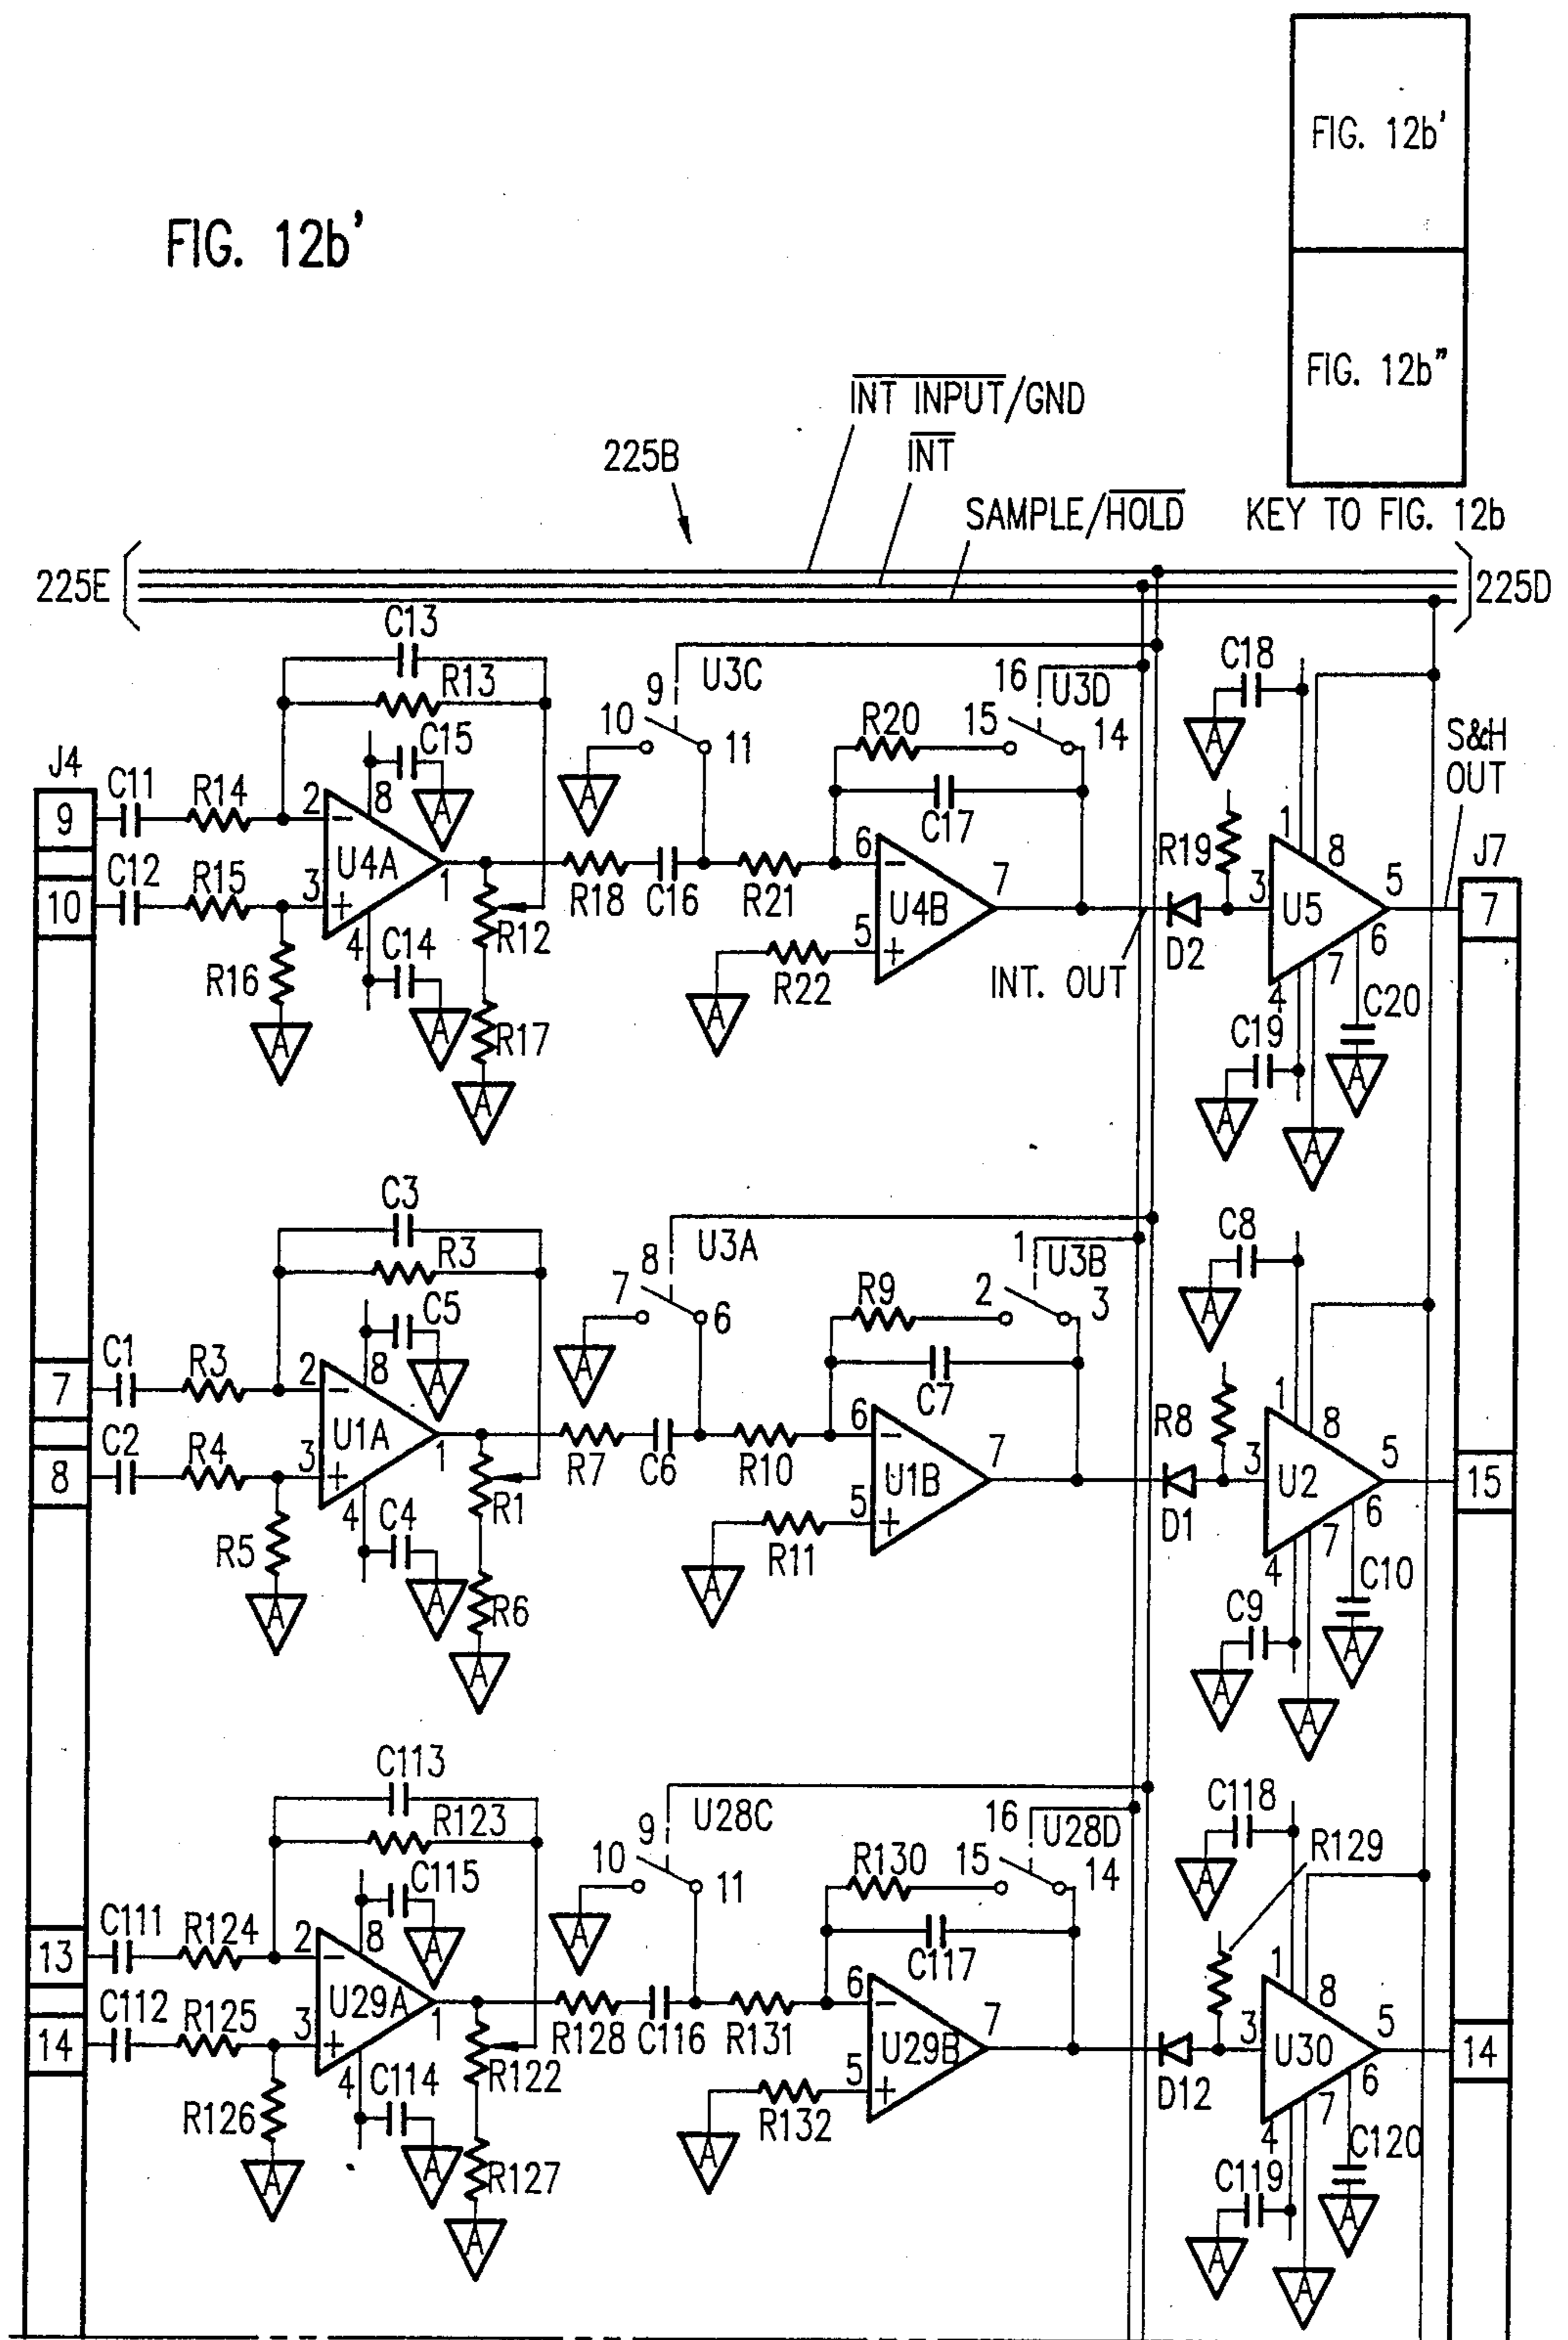 FIG. 12b'
FIG. 12b'
FIG. 12b"
KEY TO FIG. 12b
INT INPUT/GND
INT
SAMPLE/HOLD
225B
225E
225D
C13
R13
C15
U3C
9
10
11
U3D
16
15
14
R20
C17
C18
S&H
OUT
J4
9
C11
R14
2
8
−
U4A
1
10
C12
R15
3
+
4
C14
R16
R12
R17
R18
C16
R21
6
−
U4B
7
5
+
R22
INT. OUT
D2
R19
1
8
3
U5
5
6
7
4
C19
C20
J7
7
A
A
A
A
A
A
A
A
A
A
C3
R3
C5
U3A
8
7
6
U3B
1
2
3
R9
C7
C8
7
C1
R3
2
8
−
U1A
1
8
C2
R4
3
+
4
C4
R5
R1
R6
R7
C6
R10
6
−
U1B
7
5
+
R11
D1
R8
1
8
3
U2
5
6
7
4
C9
C10
15
A
A
A
A
A
A
A
A
A
A
C113
R123
C115
U28C
9
10
11
U28D
16
15
14
R130
C117
C118
R129
13
C111
R124
2
8
−
U29A
1
14
C112
R125
3
+
4
C114
R126
R122
R127
R128
C116
R131
6
−
U29B
7
5
+
R132
D12
1
8
3
U30
5
6
7
4
C119
C120
14
A
A
A
A
A
A
A
A
A
A